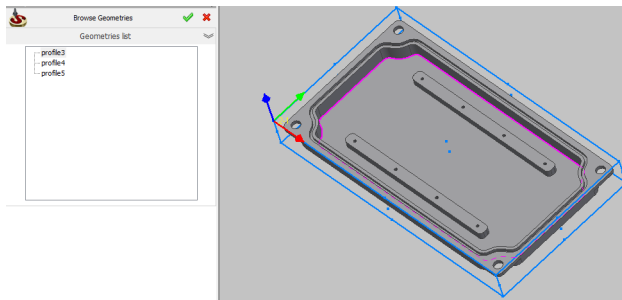 Browse Geometries
Geometries list
profile3
profile4
profile5